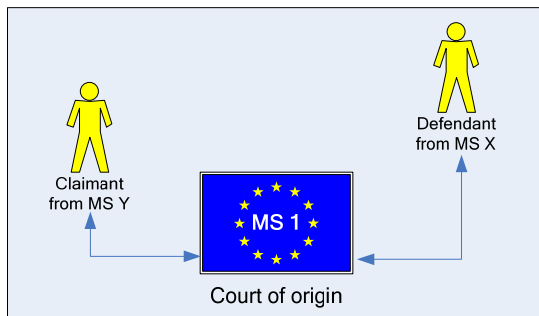 Defendant
from MS X
Claimant
from MS Y
MS 1
Court of origin